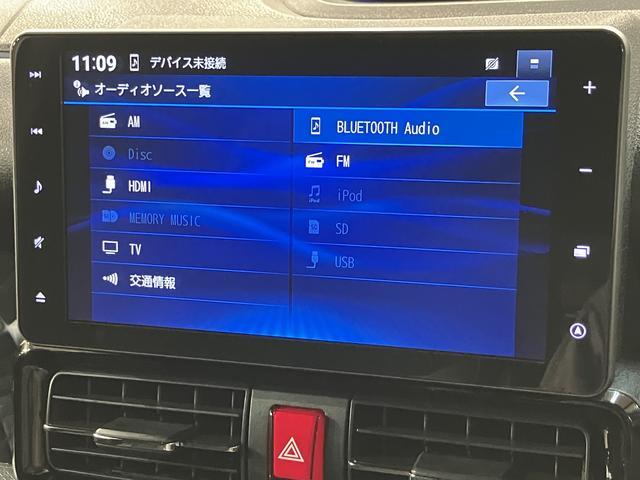 11:09 デバイス未接続
オーディオソース一覧
AM
BLUETOOTH Audio
Disc
FM
HDMI
iPod
MEMORY MUSIC
SD
TV
USB
交通情報